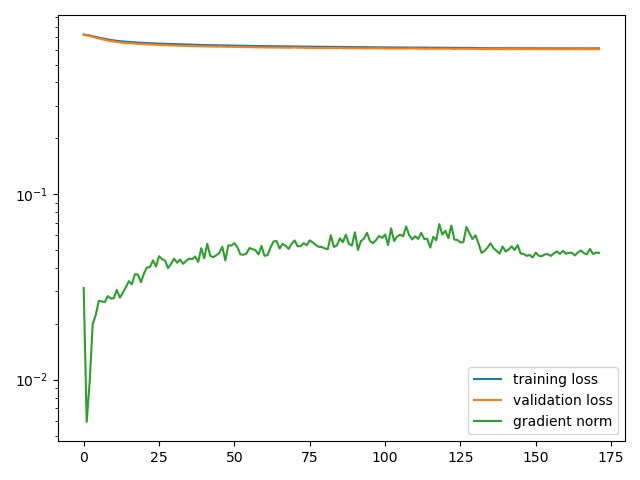 10⁻¹
10⁻²
0 25 50 75 100 125 150 175
training loss
validation loss
gradient norm